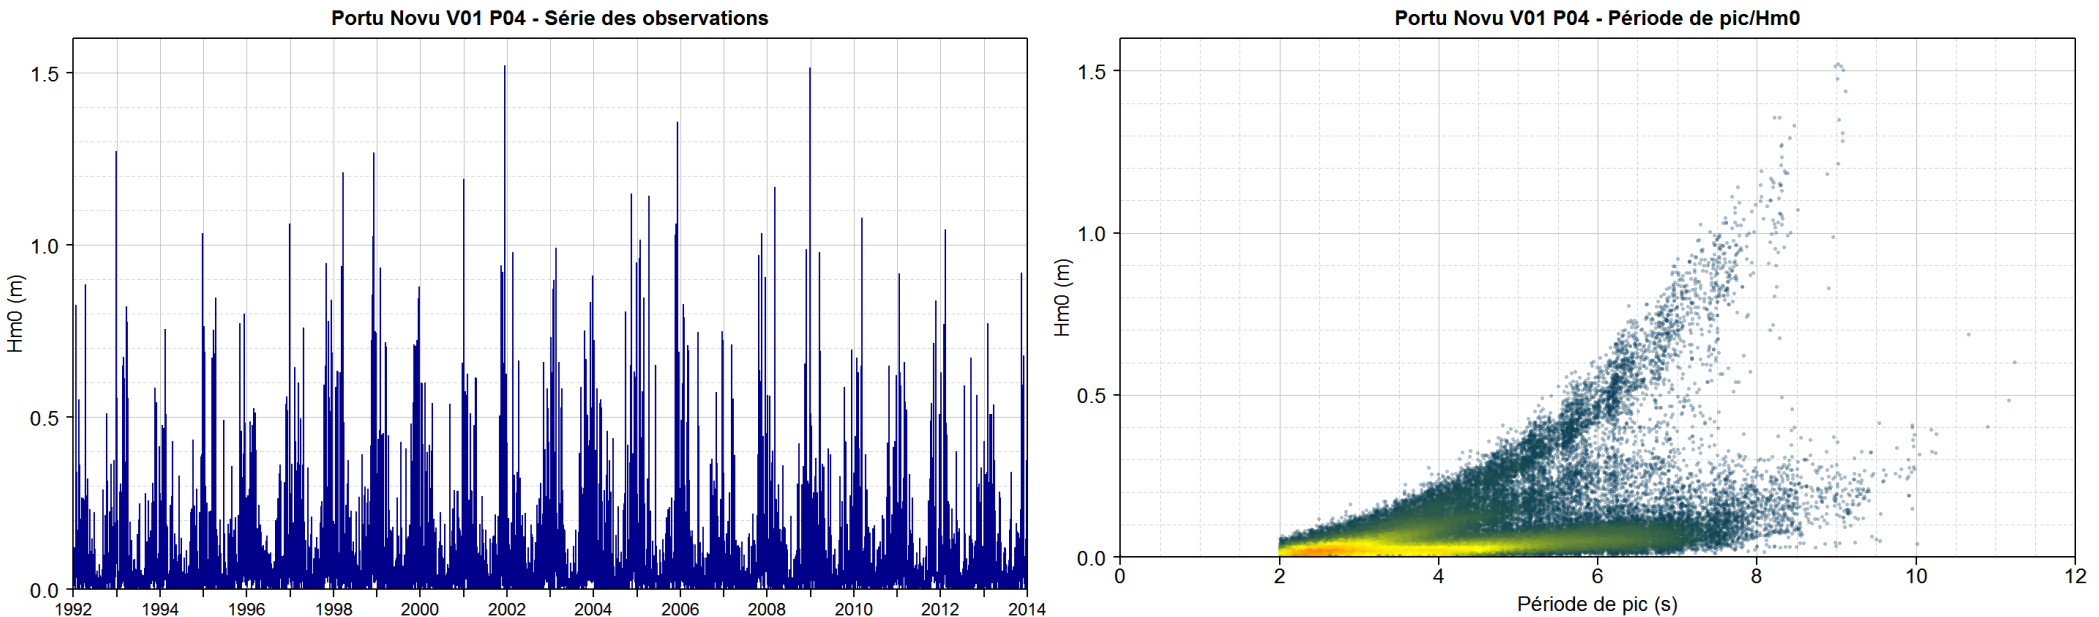 Portu Novu V01 P04 - Série des observations
Hm0 (m)
1.5
1.0
0.5
0.0
1992 1994 1996 1998 2000 2002 2004 2006 2008 2010 2012 2014
Portu Novu V01 P04 - Période de pic/Hm0
Hm0 (m)
1.5
1.0
0.5
0.0
0 2 4 6 8 10 12
Période de pic (s)